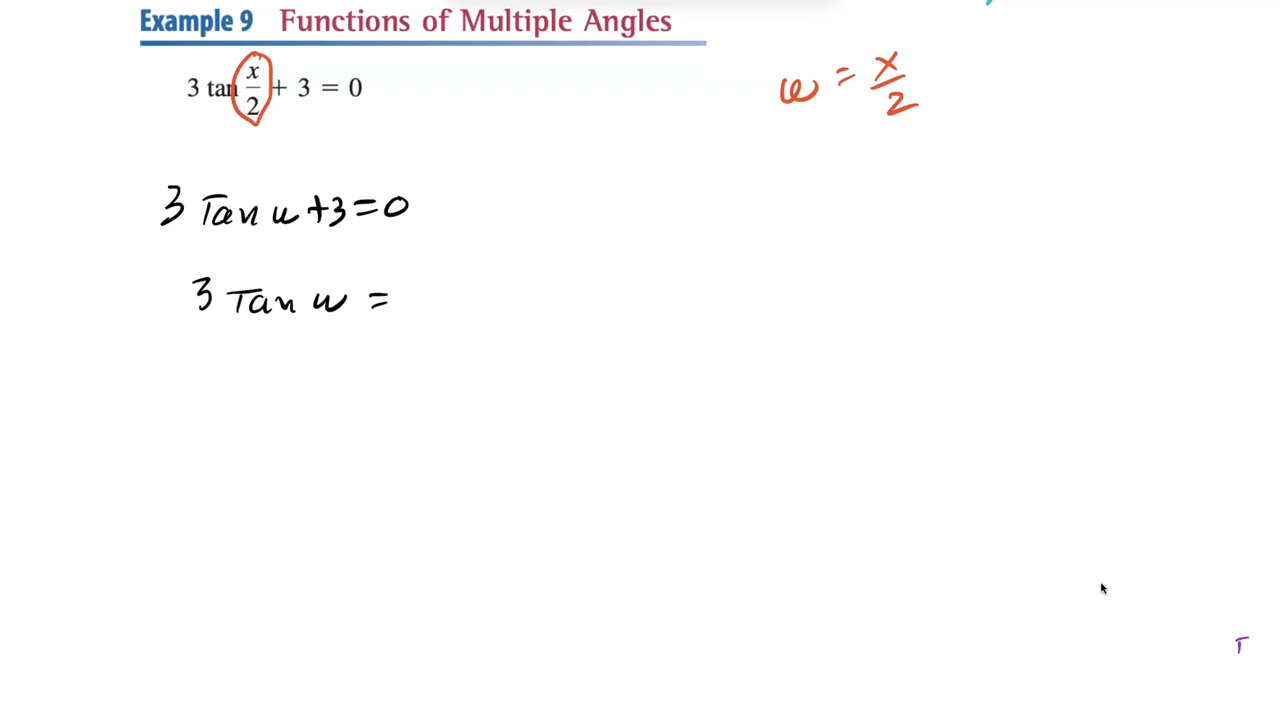 Example 9 Functions of Multiple Angles
3 tan x/2 + 3 = 0
w = x/2
3 Tan w + 3 = 0
3 Tan w =
T